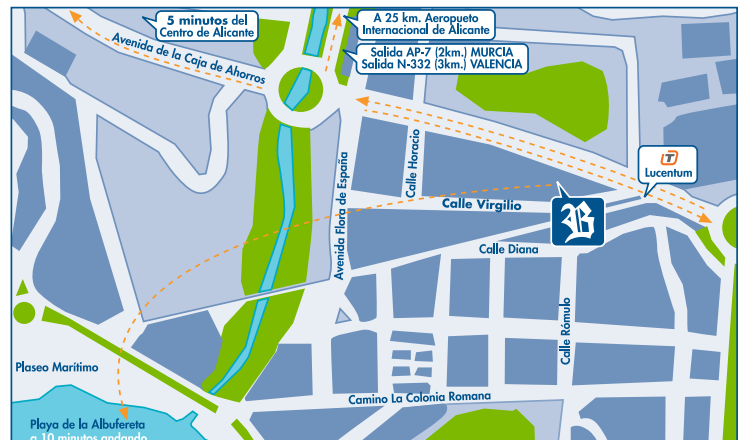 5 minutos del
Centro de Alicante
A 25 km. Aeropueto
Internacional de Alicante
Salida AP-7 (2km.) MURCIA
Salida N-332 (3km.) VALENCIA
Avenida de la Caja de Ahorros
Calle Horacio
T
Lucentum
Avenida Flora de España
Calle Virgilio
B
Calle Diana
Calle Rómulo
Plaseo Marítimo
Camino La Colonia Romana
Playa de la Albufereta
a 10 minutos andando